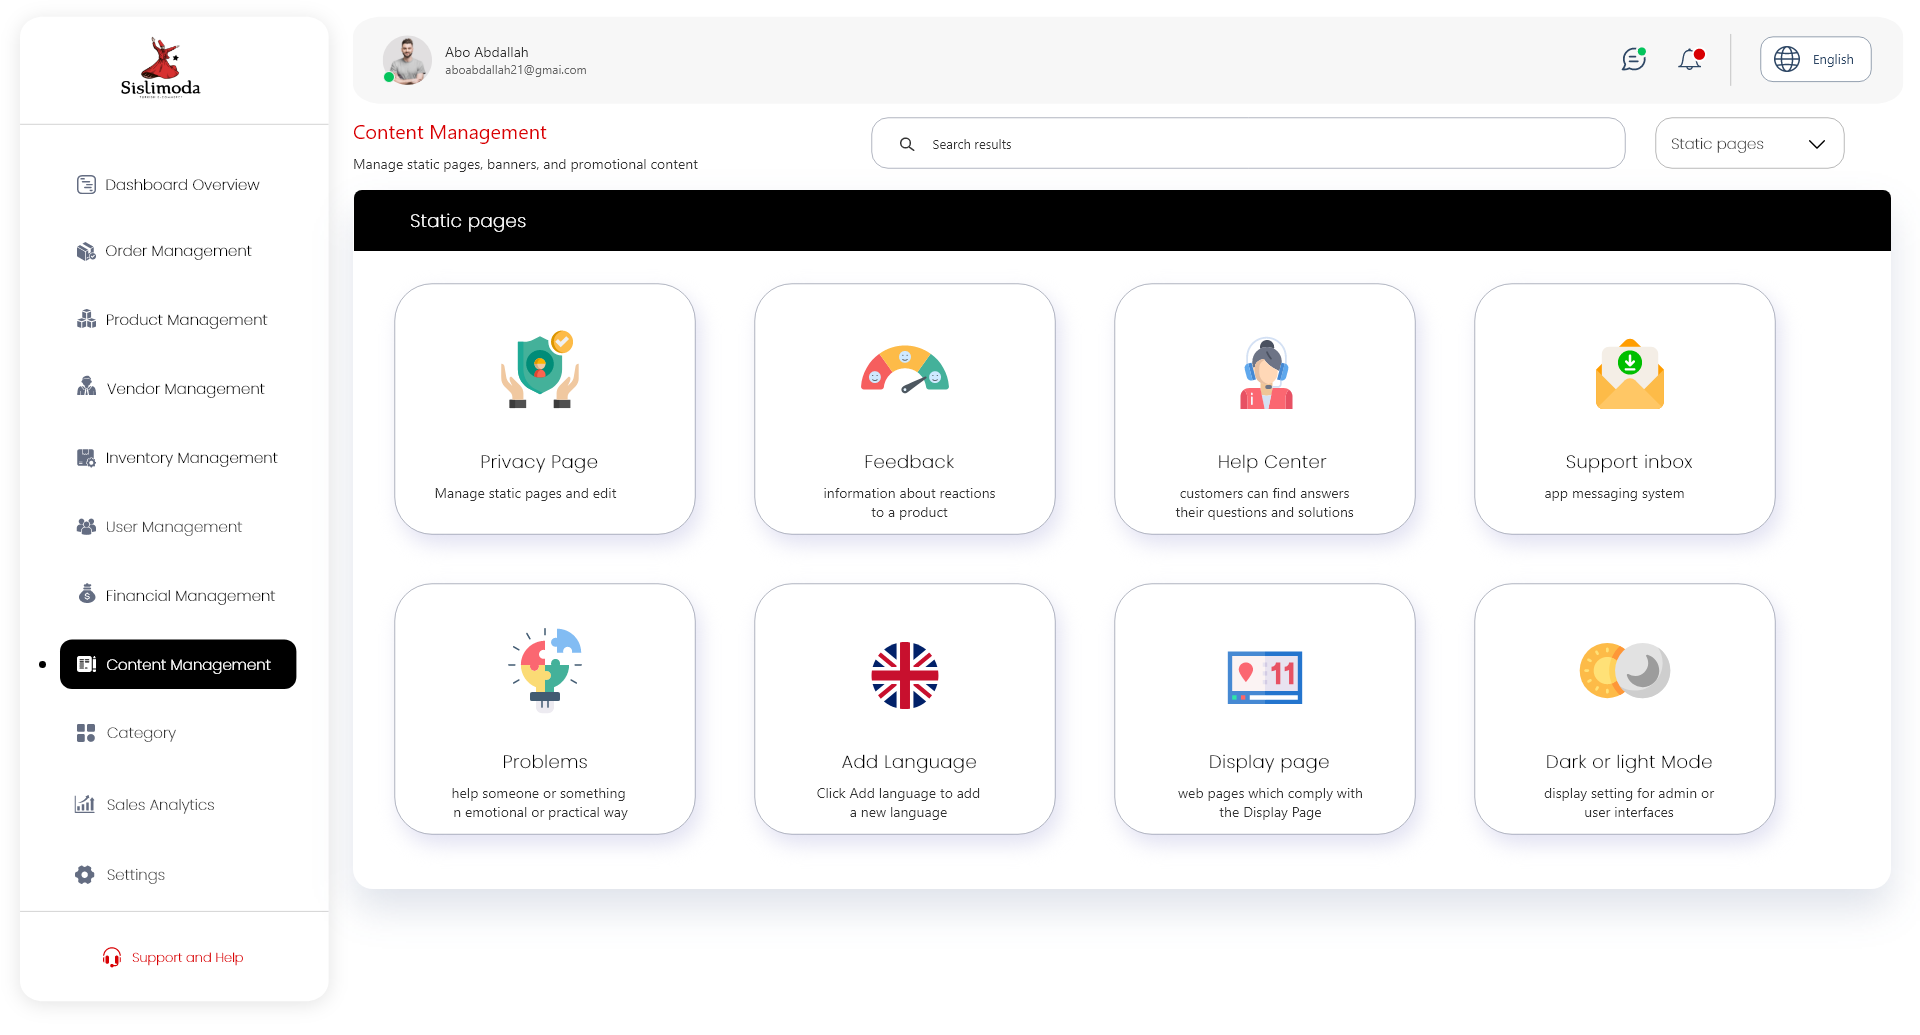 Sislimoda
Dashboard Overview
Order Management
Product Management
Vendor Management
Inventory Management
User Management
Financial Management
Content Management
Category
Sales Analytics
Settings
Support and Help
Abo Abdallah
aboabdallah21@gmai.com
English
Content Management
Manage static pages, banners, and promotional content
Search results
Static pages
Static pages
Privacy Page
Manage static pages and edit
Feedback
information about reactions
to a product
Help Center
customers can find answers
their questions and solutions
Support inbox
app messaging system
Problems
help someone or something
n emotional or practical way
Add Language
Click Add language to add
a new language
11
Display page
web pages which comply with
the Display Page
Dark or light Mode
display setting for admin or
user interfaces